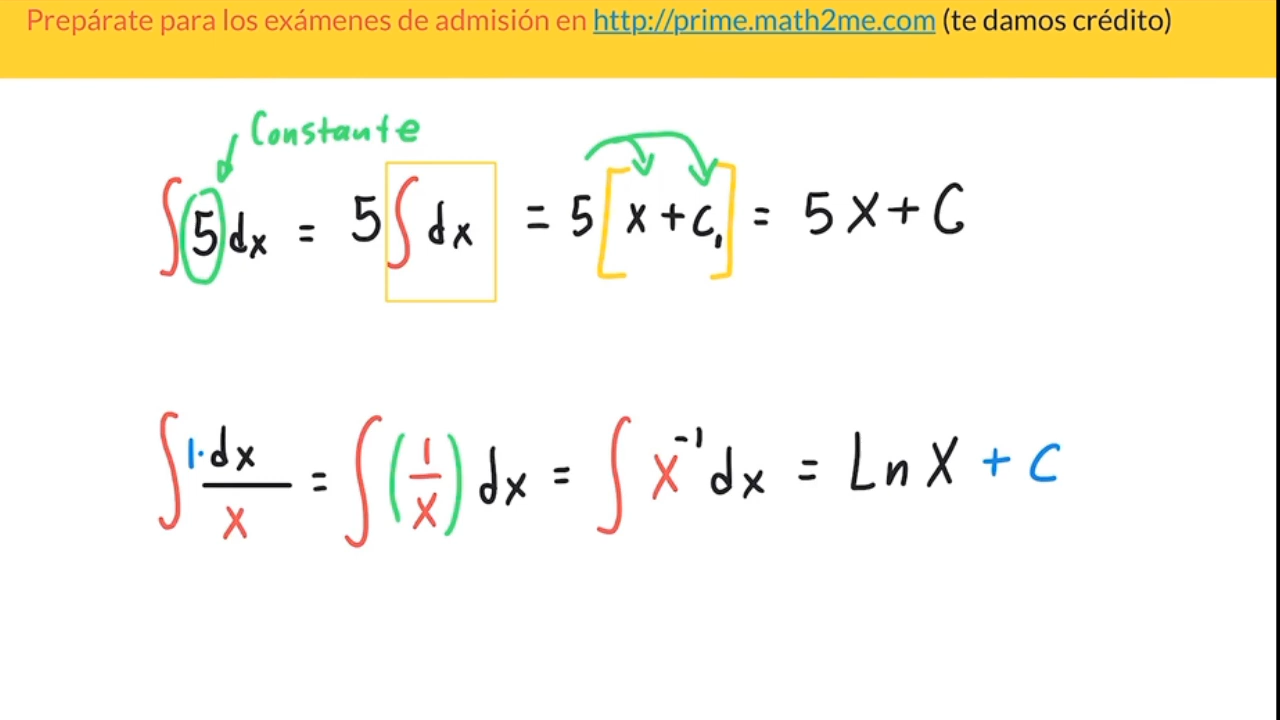 Prepárate para los exámenes de admisión en http://prime.math2me.com (te damos crédito)
Constante
∫5dx = 5∫dx = 5[x+c₁] = 5x+C
∫1·dx/x = ∫(1/x)dx = ∫x⁻¹dx = Ln x + C